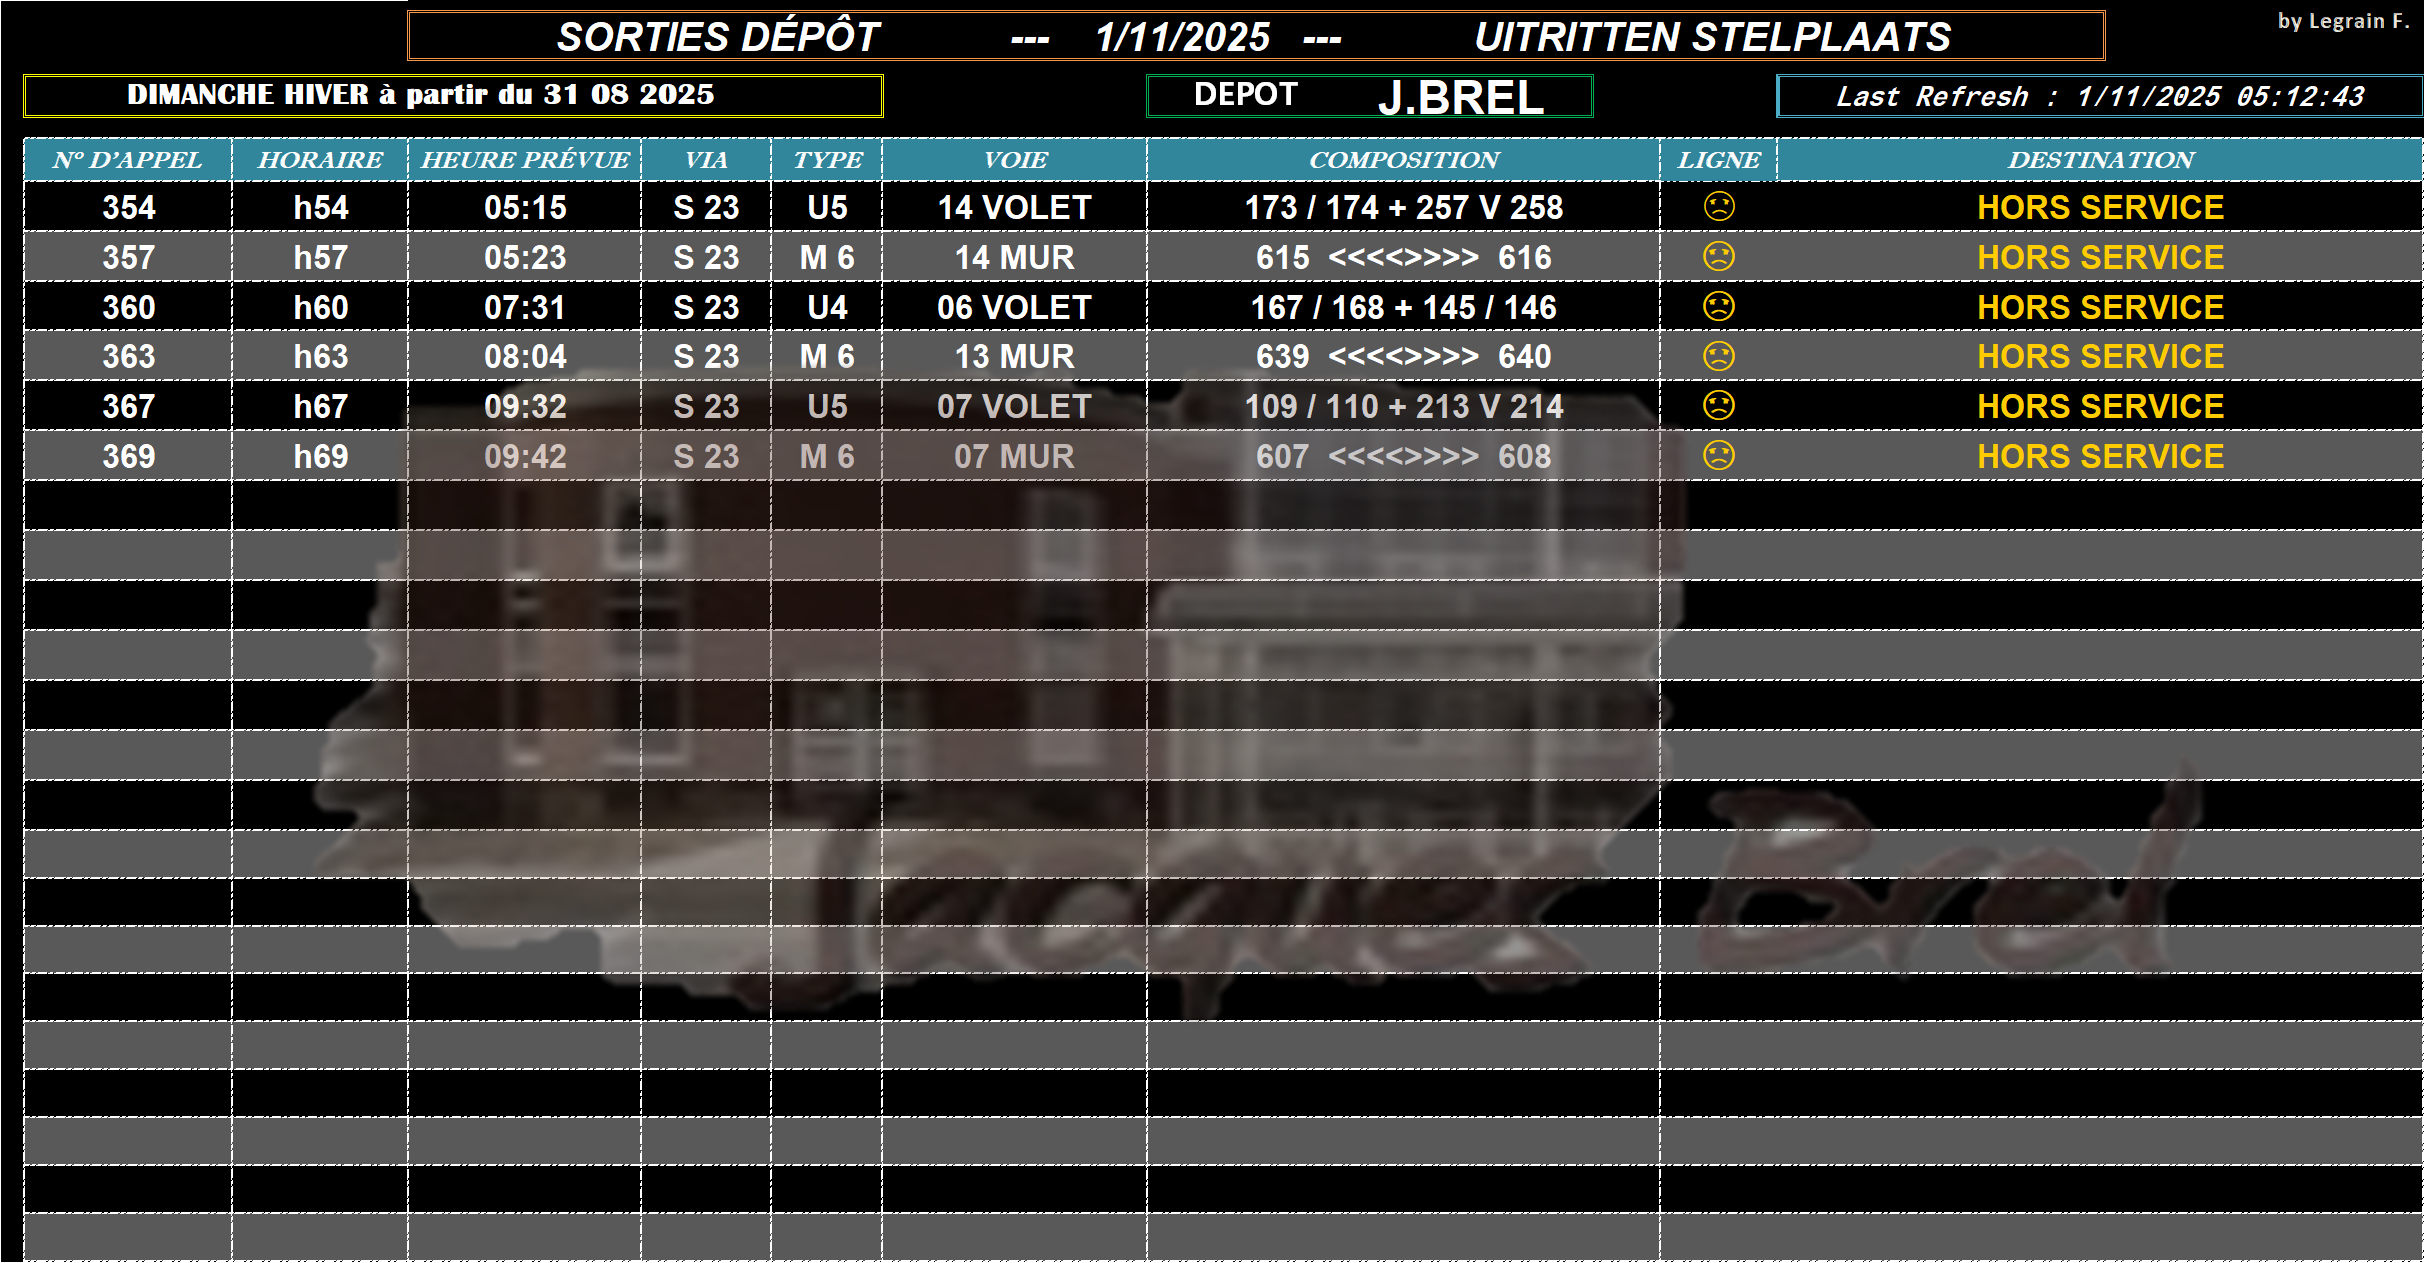 SORTIES DÉPÔT --- 1/11/2025 --- UITRITTEN STELPLAATS
by Legrain F.
DIMANCHE HIVER à partir du 31 08 2025
DEPOT J.BREL
Last Refresh : 1/11/2025 05:12:43
N° D'APPEL HORAIRE HEURE PRÉVUE VIA TYPE VOIE COMPOSITION LIGNE DESTINATION
354 h54 05:15 S 23 U5 14 VOLET 173 / 174 + 257 V 258 HORS SERVICE
357 h57 05:23 S 23 M 6 14 MUR 615 <<<<>>>> 616 HORS SERVICE
360 h60 07:31 S 23 U4 06 VOLET 167 / 168 + 145 / 146 HORS SERVICE
363 h63 08:04 S 23 M 6 13 MUR 639 <<<<>>>> 640 HORS SERVICE
367 h67 09:32 S 23 U5 07 VOLET 109 / 110 + 213 V 214 HORS SERVICE
369 h69 09:42 S 23 M 6 07 MUR 607 <<<<>>>> 608 HORS SERVICE
Jacques Brel